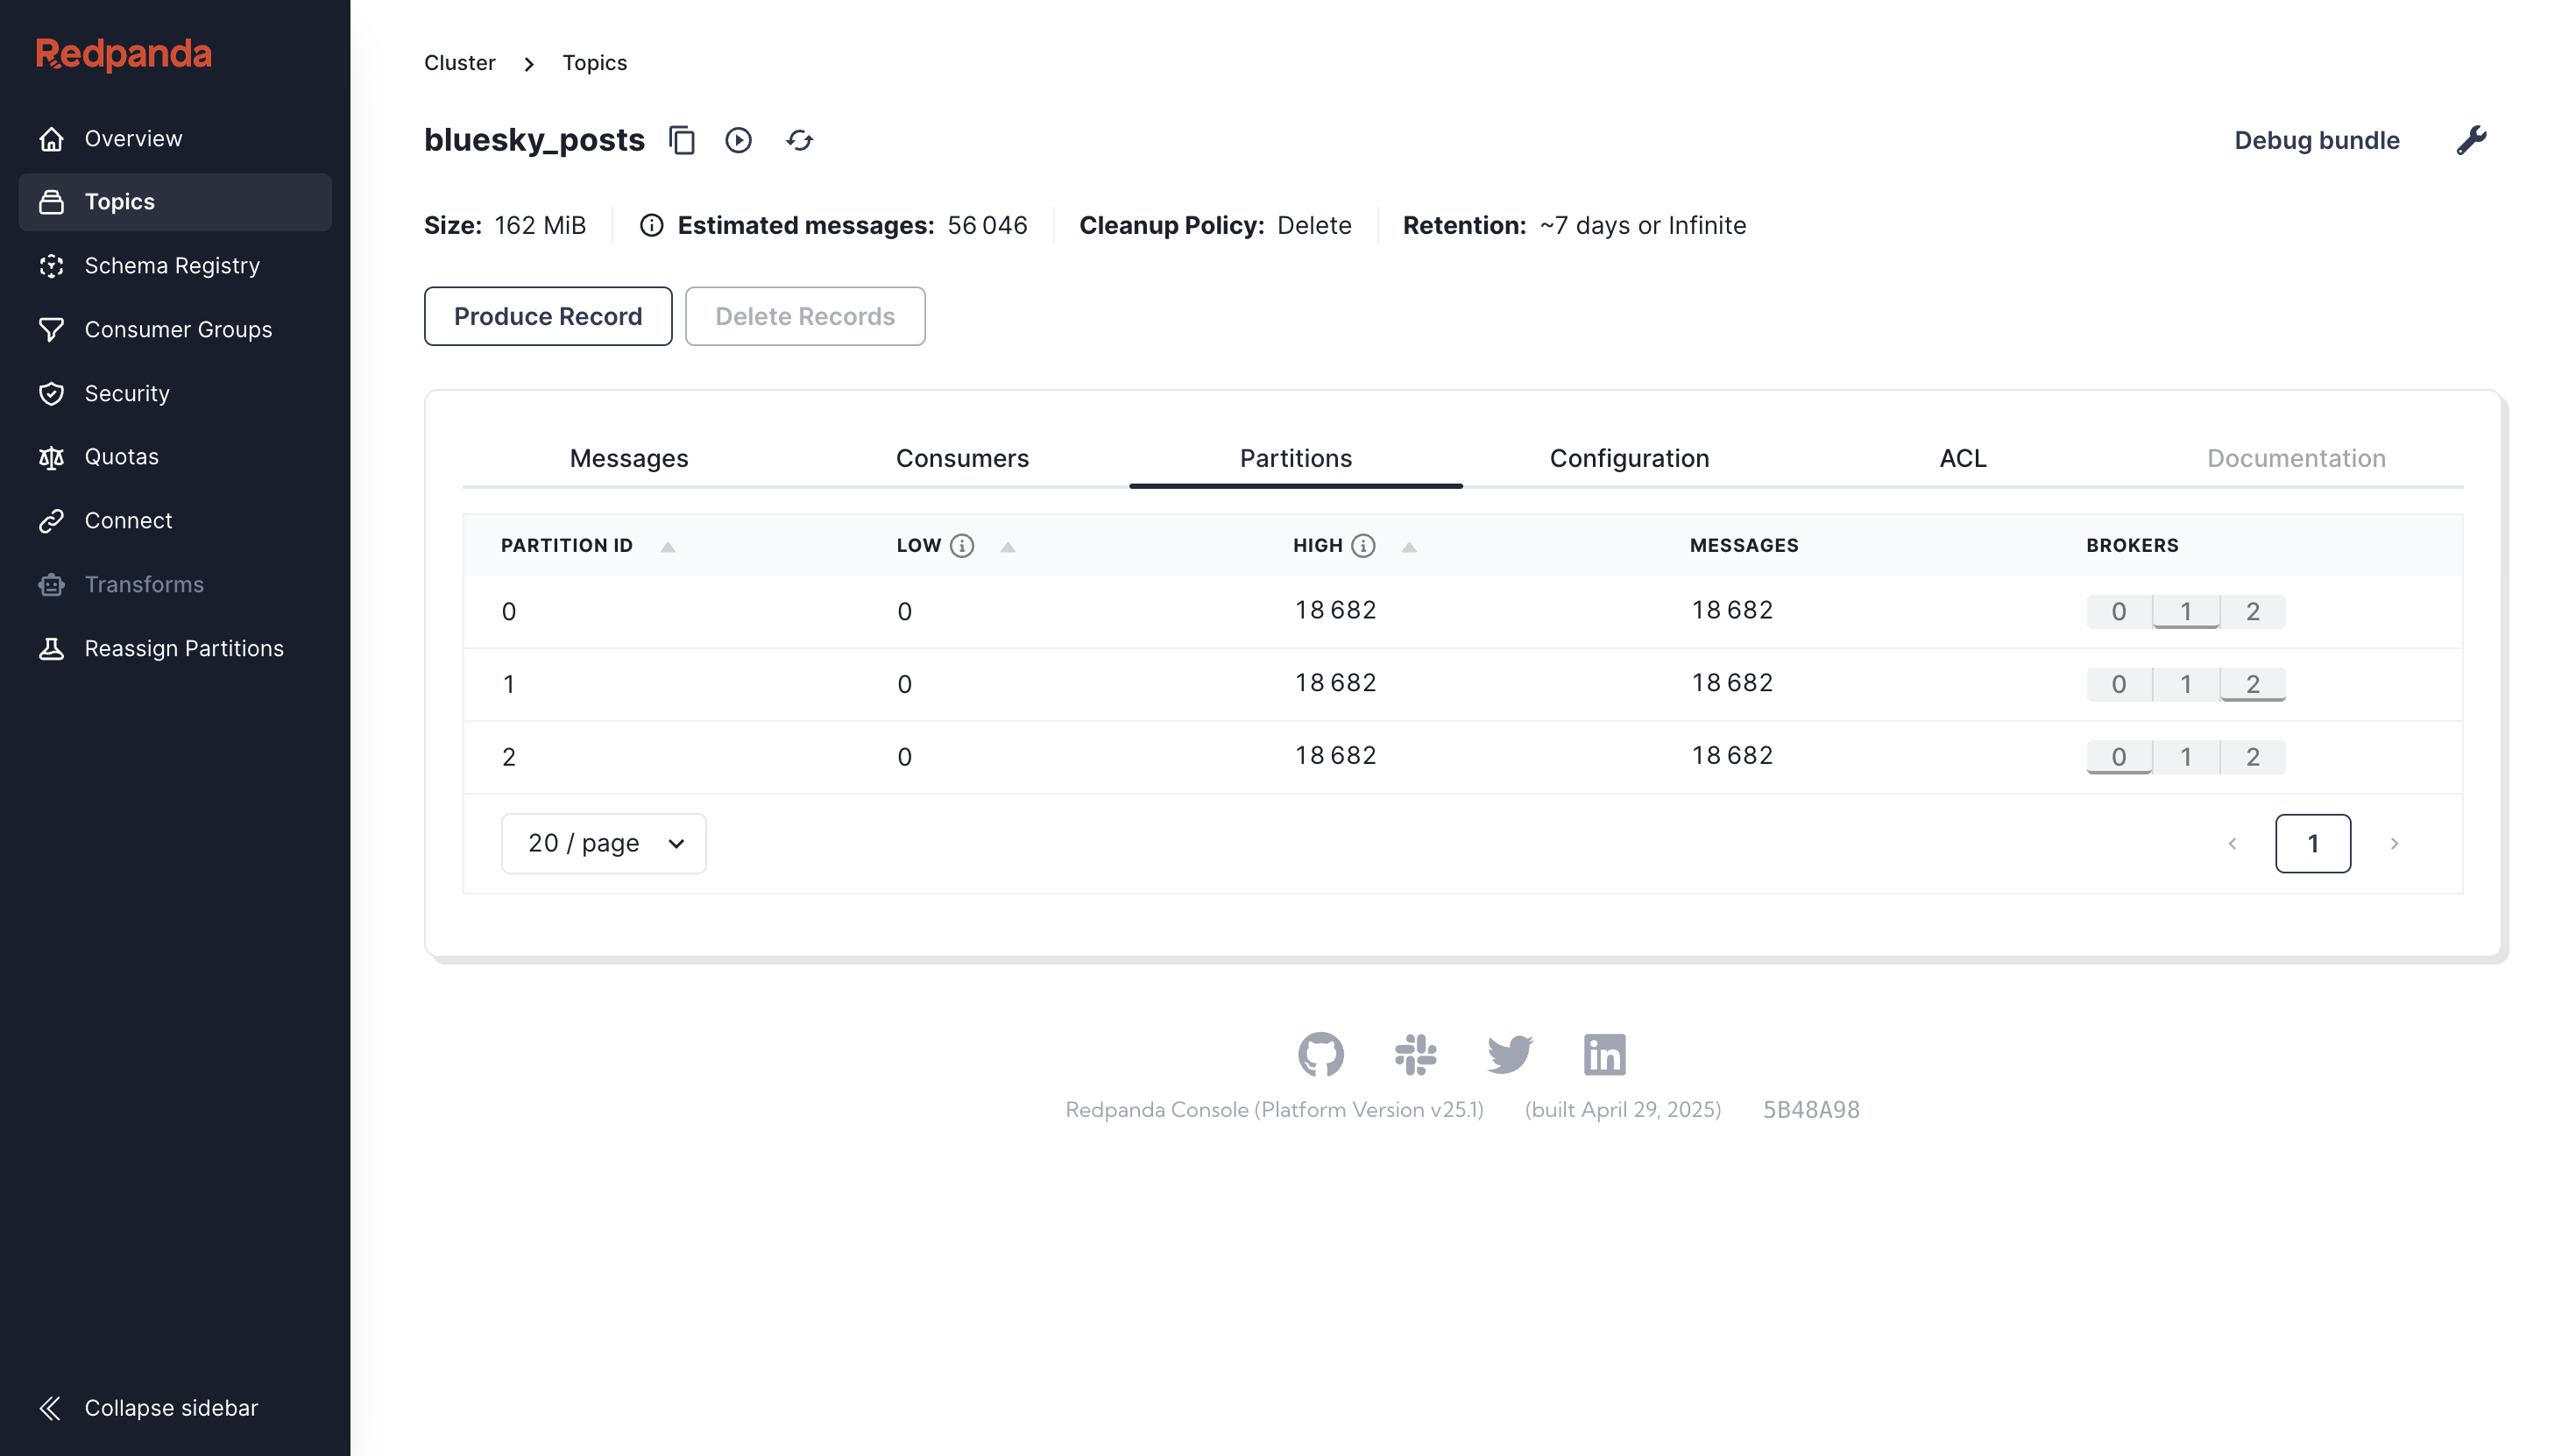 Redpanda
Overview
Topics
Schema Registry
Consumer Groups
Security
Quotas
Connect
Transforms
Reassign Partitions
Collapse sidebar
Cluster > Topics
bluesky_posts
Debug bundle
Size: 162 MiB Estimated messages: 56 046 Cleanup Policy: Delete Retention: ~7 days or Infinite
Produce Record Delete Records
Messages Consumers Partitions Configuration ACL Documentation
PARTITION ID LOW HIGH MESSAGES BROKERS
0 0 18 682 18 682 0 1 2
1 0 18 682 18 682 0 1 2
2 0 18 682 18 682 0 1 2
20 / page 1
Redpanda Console (Platform Version v25.1) (built April 29, 2025) 5B48A98